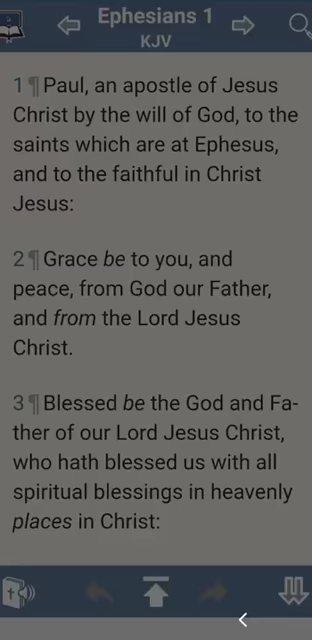 Ephesians 1
KJV
1 ¶ Paul, an apostle of Jesus
Christ by the will of God, to the
saints which are at Ephesus,
and to the faithful in Christ
Jesus:
2 ¶ Grace be to you, and
peace, from God our Father,
and from the Lord Jesus
Christ.
3 ¶ Blessed be the God and Fa-
ther of our Lord Jesus Christ,
who hath blessed us with all
spiritual blessings in heavenly
places in Christ: